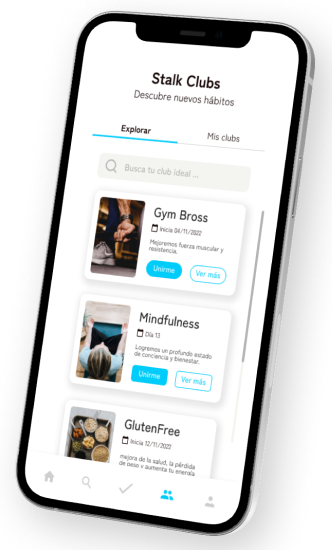 Stalk Clubs
Descubre nuevos hábitos
Explorar
Mis clubs
Busca tu club ideal ...
Gym Bross
Inicia 04/11/2022
Mejoremos fuerza muscular y
resistencia.
Unirme
Ver más
Mindfulness
Día 13
Logremos un profundo estado
de conciencia y bienestar.
Unirme
Ver más
GlutenFree
Inicia 12/11/2022
mejora de la salud, la pérdida
de peso y aumenta tu energía